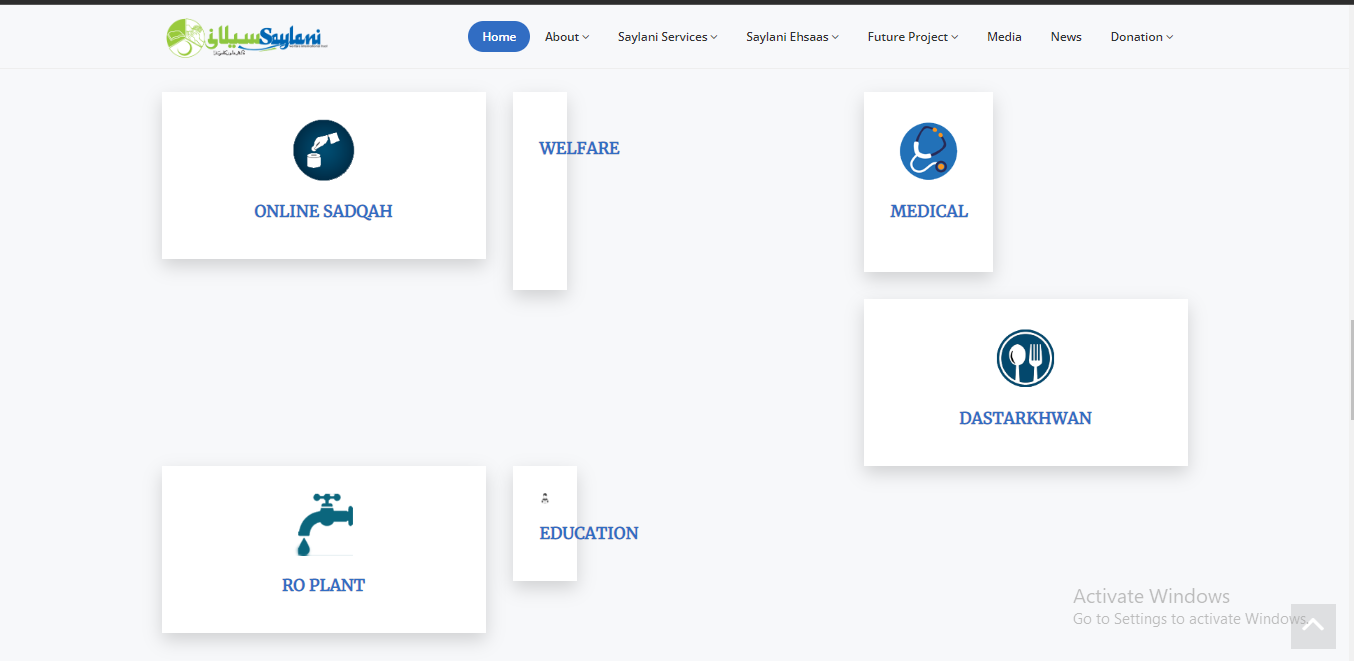 سیلانی Saylani
Home About Saylani Services Saylani Ehsaas Future Project Media News Donation
WELFARE
ONLINE SADQAH
MEDICAL
DASTARKHWAN
EDUCATION
RO PLANT
Activate Windows
Go to Settings to activate Windows.